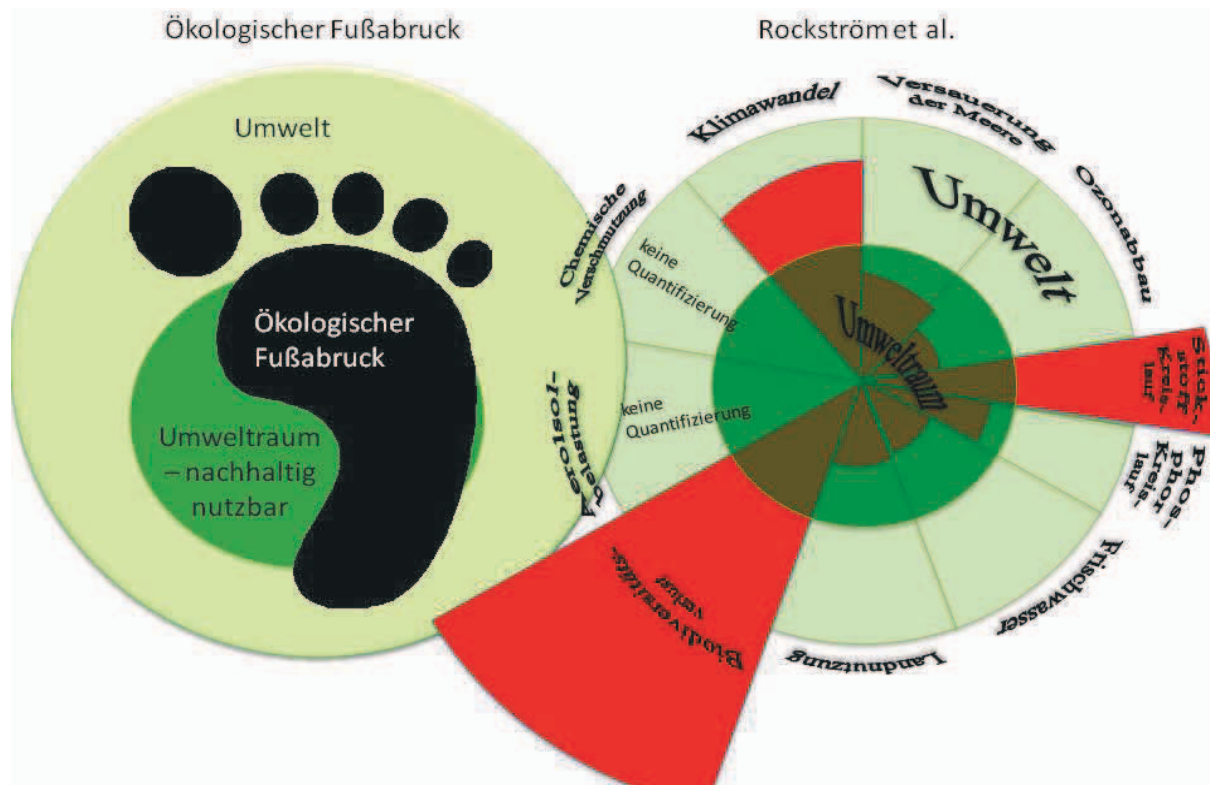 Ökologischer Fußabruck
Umwelt
Ökologischer
Fußabruck
Umweltraum
– nachhaltig
nutzbar
Rockström et al.
Klimawandel
Versauerung
der Meere
Ozonabbau
Stick-
stoff
Kreis-
lauf
Phos-
Phor
Kreis-
lauf
Frischwasser
Landnutzung
Biodiversitäts-
verlust
Aerolsol-
belastung
keine
Quantifizierung
Chemische
Verschmutzung
keine
Quantifizierung
Umwelt
Umweltraum